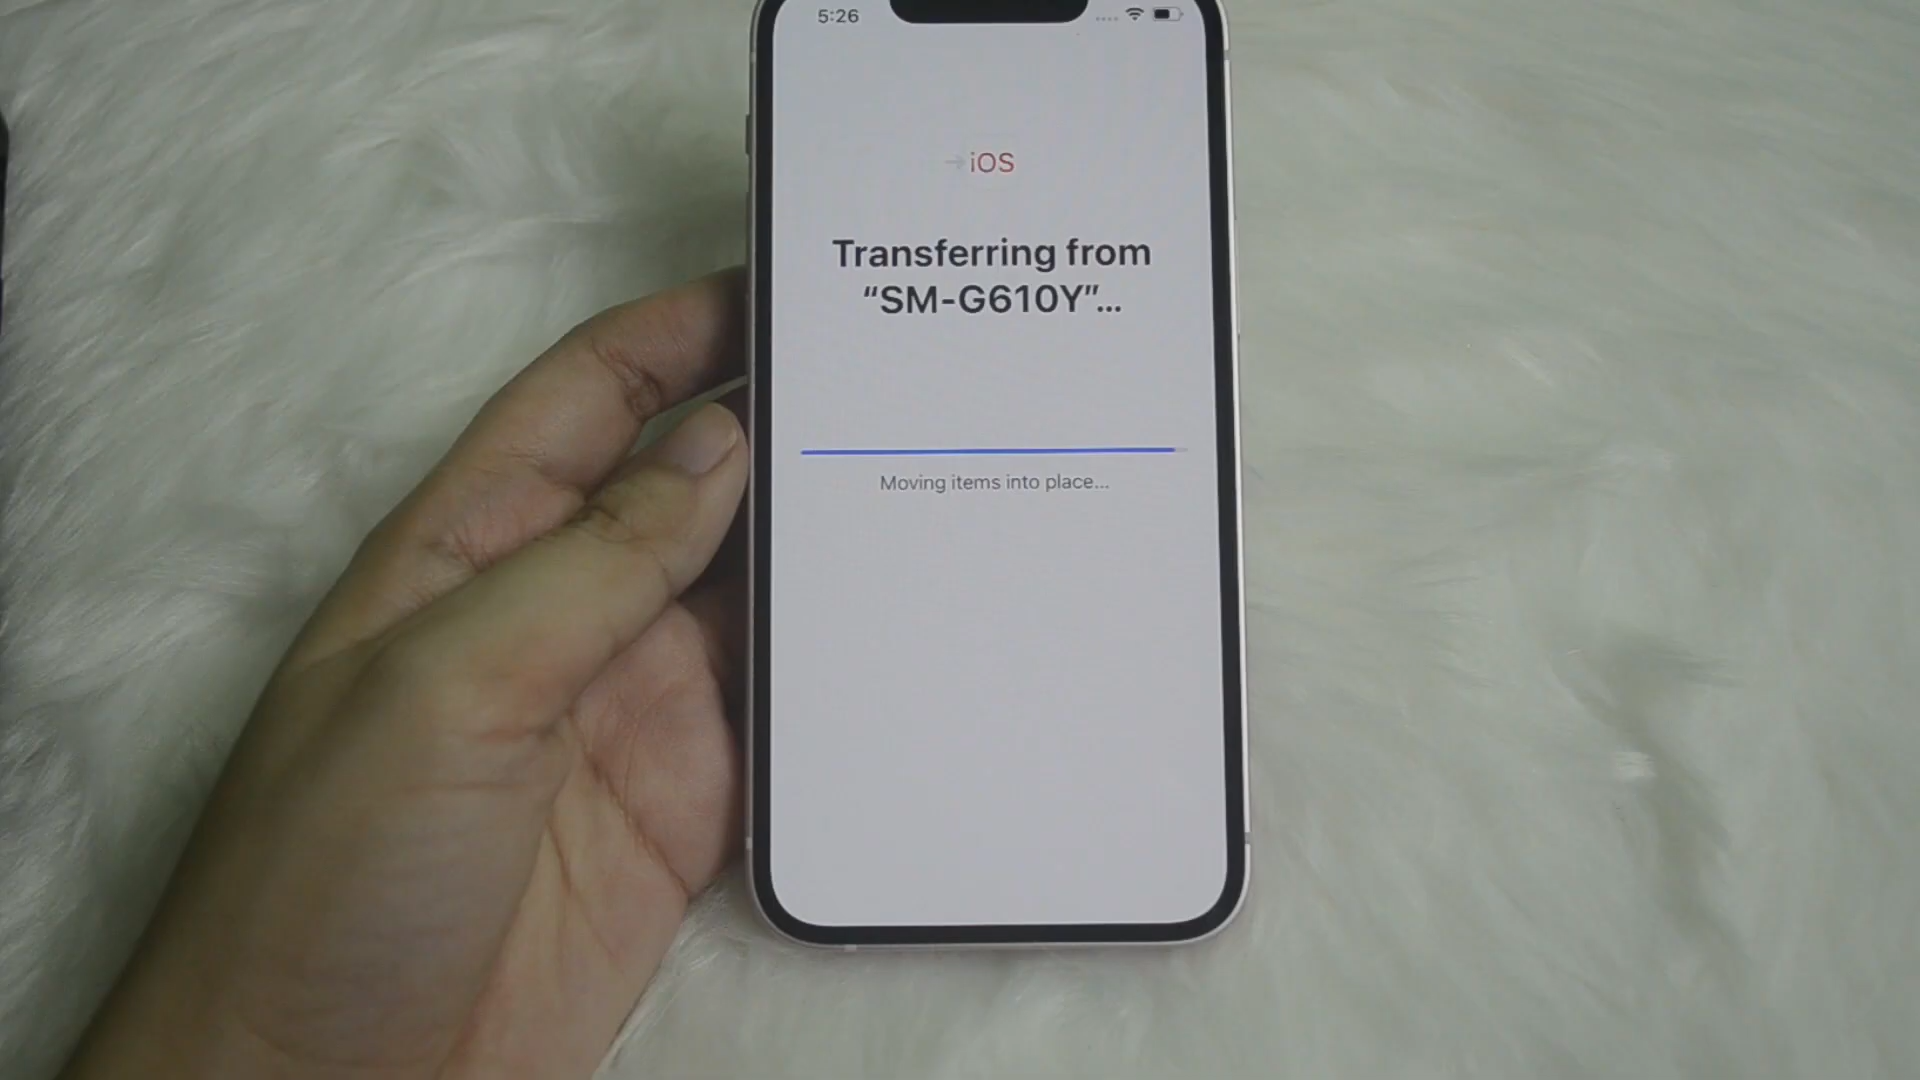 5:26
→iOS
Transferring from
“SM-G610Y”...
Moving items into place...